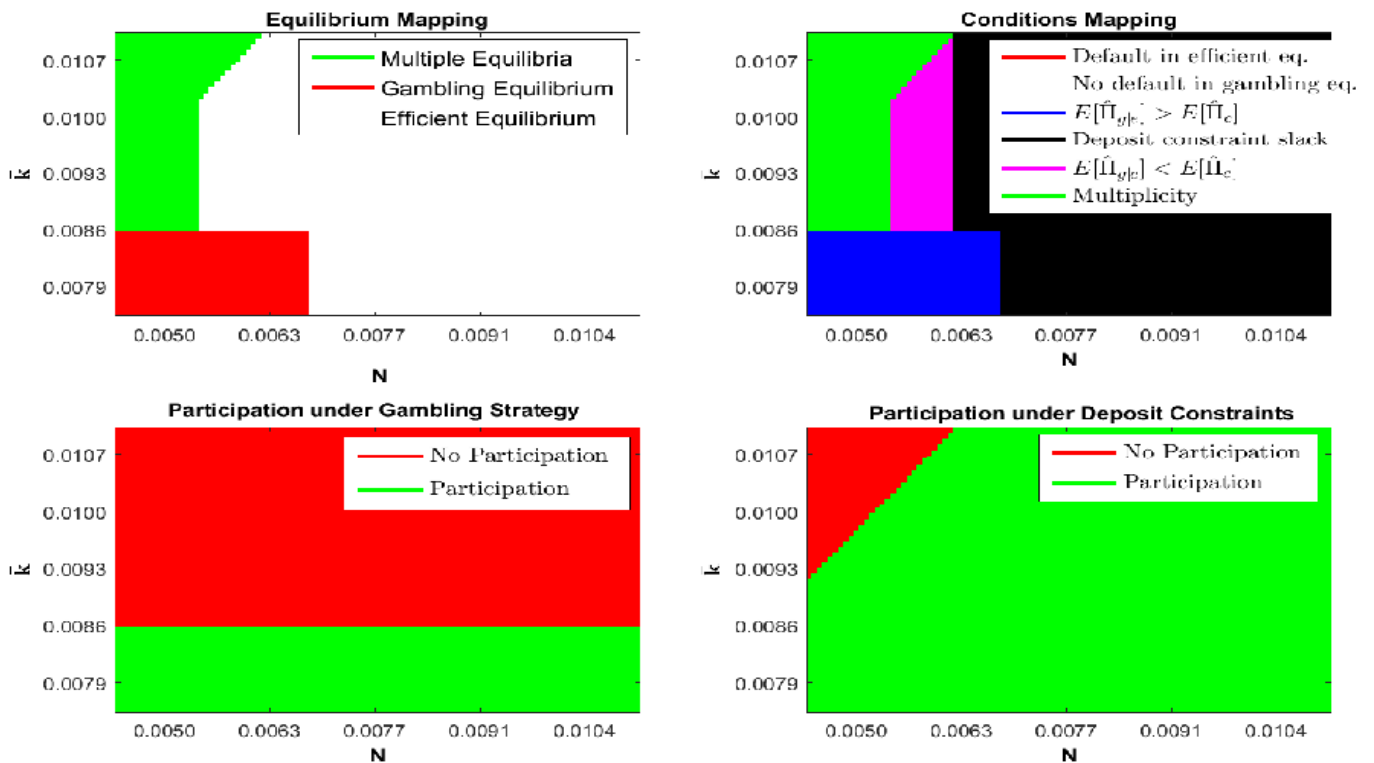 Equilibrium Mapping
0.0107
0.0100
0.0093
0.0086
0.0079
k̄
Multiple Equilibria
Gambling Equilibrium
Efficient Equilibrium
0.0050 0.0063 0.0077 0.0091 0.0104
N
Conditions Mapping
0.0107
0.0100
0.0093
0.0086
0.0079
k̄
Default in efficient eq.
No default in gambling eq.
E[Π̂g|e] > E[Π̂e]
Deposit constraint slack
E[Π̂g|e] < E[Π̂e]
Multiplicity
0.0050 0.0063 0.0077 0.0091 0.0104
N
Participation under Gambling Strategy
0.0107
0.0100
0.0093
0.0086
0.0079
k̄
No Participation
Participation
0.0050 0.0063 0.0077 0.0091 0.0104
N
Participation under Deposit Constraints
0.0107
0.0100
0.0093
0.0086
0.0079
k̄
No Participation
Participation
0.0050 0.0063 0.0077 0.0091 0.0104
N